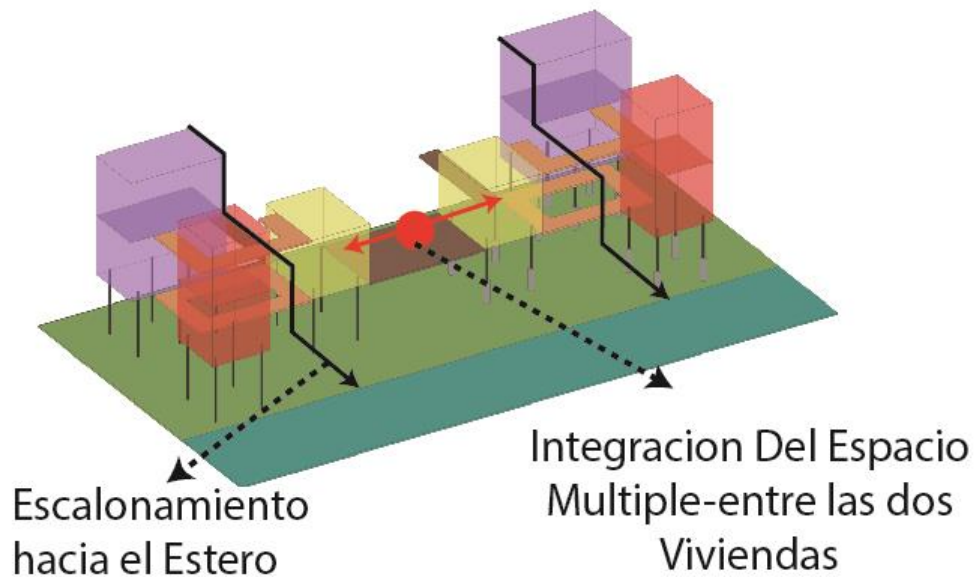 Escalonamiento
hacia el Estero
Integracion Del Espacio
Multiple-entre las dos
Viviendas